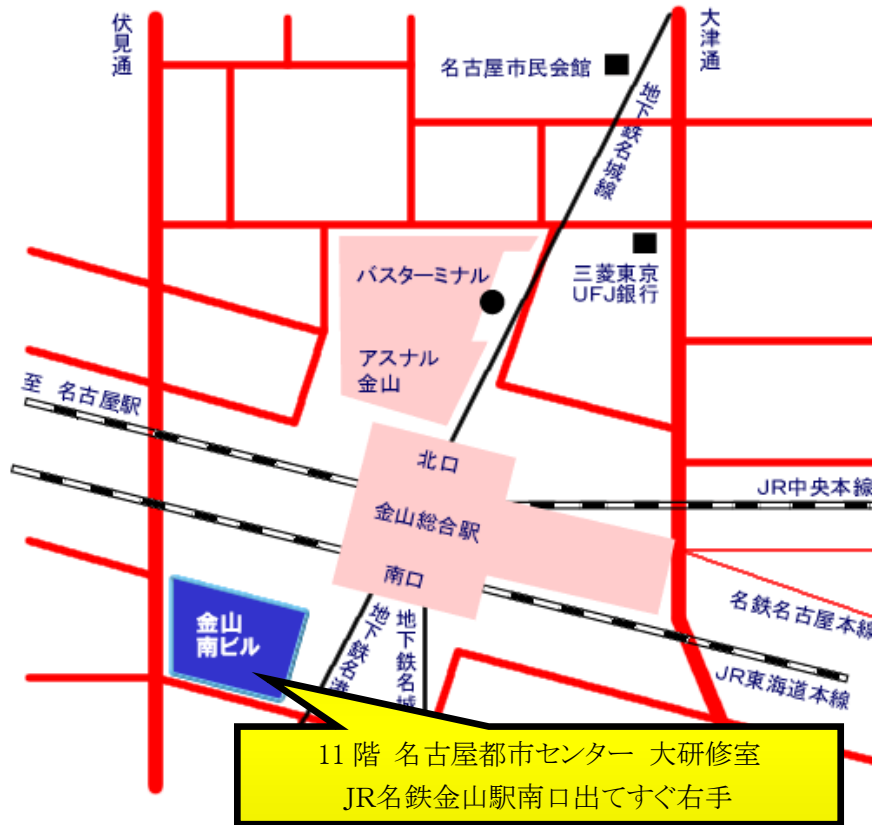 伏見通
大津通
名古屋市民会館
地下鉄名城線
三菱東京
UFJ銀行
バスターミナル
アスナル
金山
至 名古屋駅
北口
JR中央本線
金山総合駅
南口
名鉄名古屋本線
金山
南ビル
地下鉄名港
地下鉄名城
JR東海道本線
11階 名古屋都市センター 大研修室
JR名鉄金山駅南口出てすぐ右手